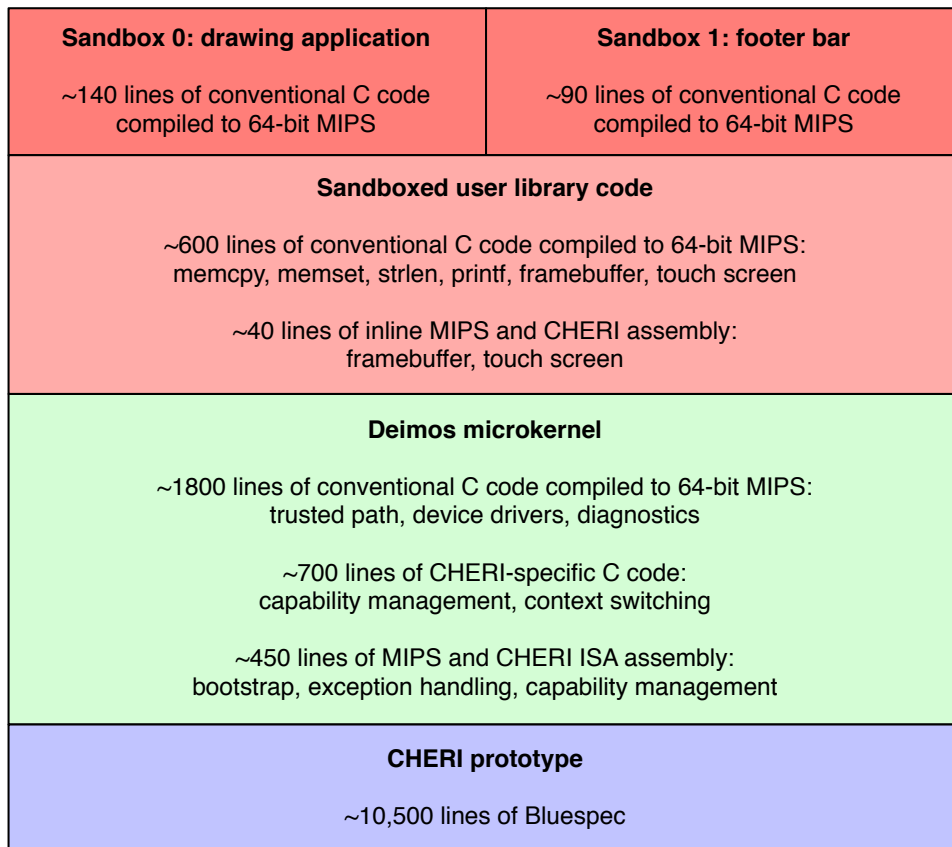 Sandbox 0: drawing application
~140 lines of conventional C code
compiled to 64-bit MIPS
Sandbox 1: footer bar
~90 lines of conventional C code
compiled to 64-bit MIPS
Sandboxed user library code
~600 lines of conventional C code compiled to 64-bit MIPS:
memcpy, memset, strlen, printf, framebuffer, touch screen
~40 lines of inline MIPS and CHERI assembly:
framebuffer, touch screen
Deimos microkernel
~1800 lines of conventional C code compiled to 64-bit MIPS:
trusted path, device drivers, diagnostics
~700 lines of CHERI-specific C code:
capability management, context switching
~450 lines of MIPS and CHERI ISA assembly:
bootstrap, exception handling, capability management
CHERI prototype
~10,500 lines of Bluespec